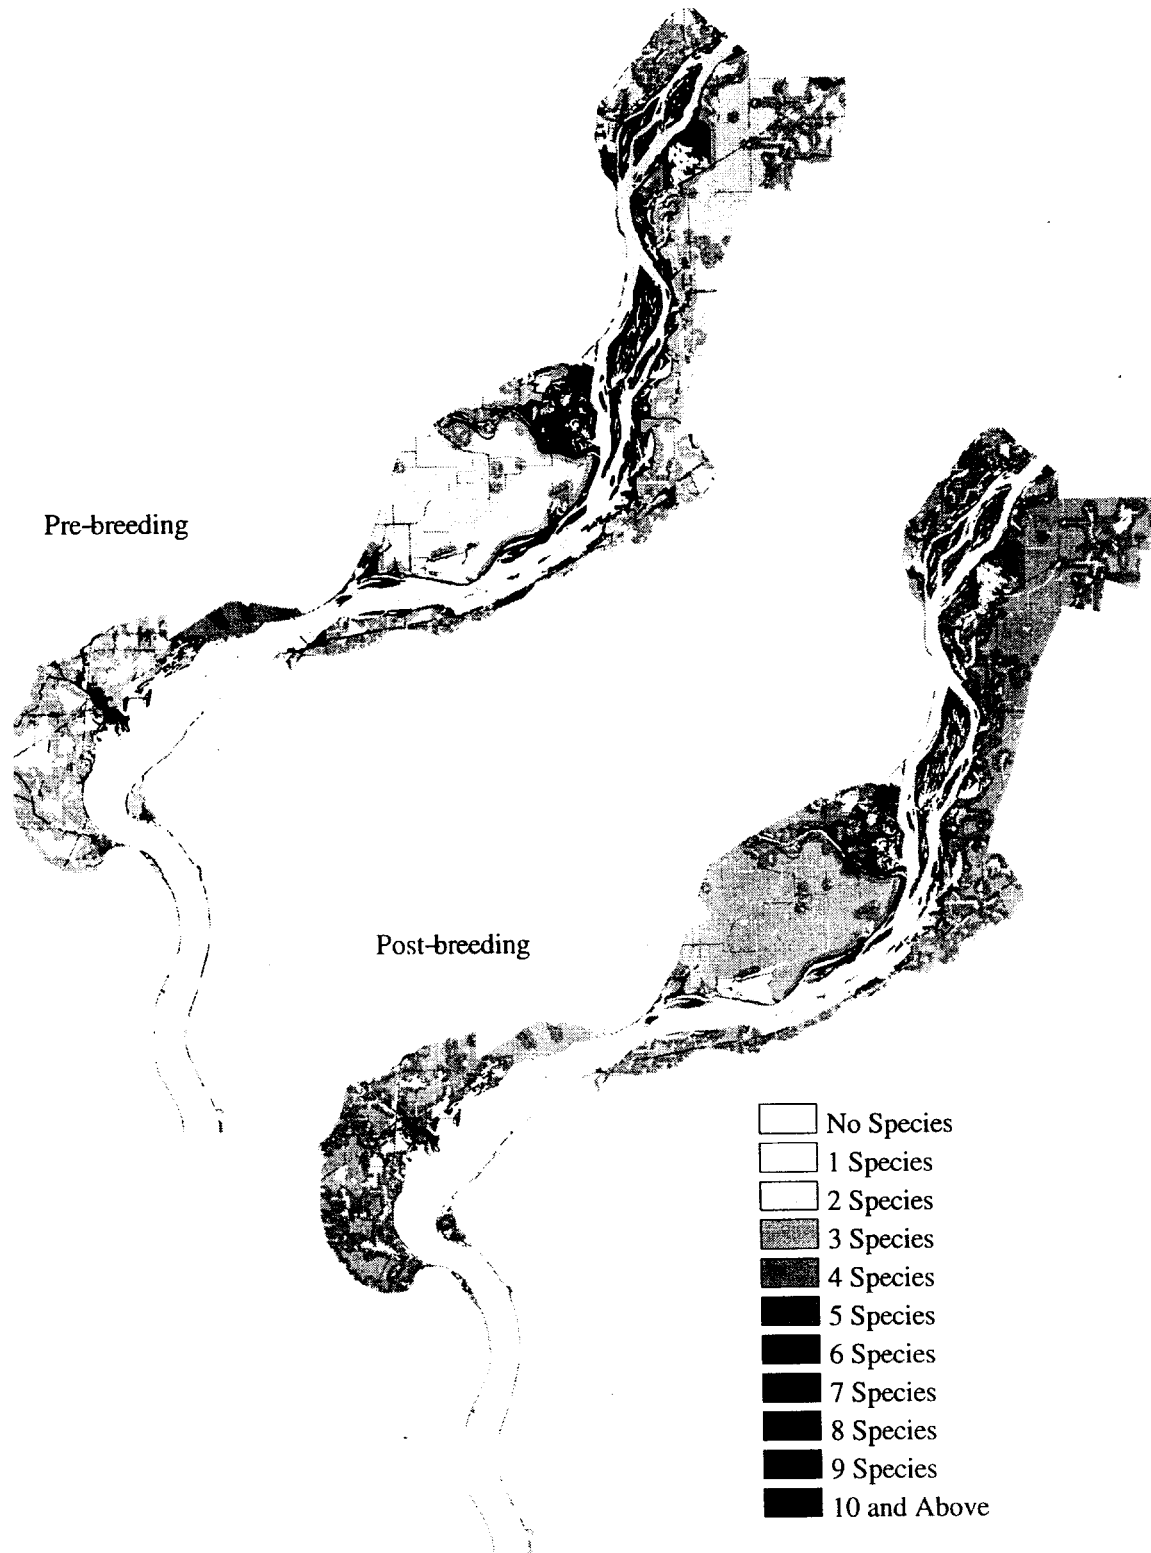 Pre-breeding
Post-breeding
No Species
1 Species
2 Species
3 Species
4 Species
5 Species
6 Species
7 Species
8 Species
9 Species
10 and Above